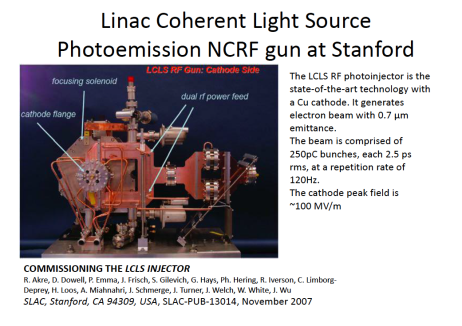 Linac Coherent Light Source
Photoemission NCRF gun at Stanford
LCLS RF Gun: Cathode Side
focusing solenoid
dual rf power feed
cathode flange
The LCLS RF photoinjector is the
state-of-the-art technology with
a Cu cathode. It generates
electron beam with 0.7 μm
emittance.
The beam is comprised of
250pC bunches, each 2.5 ps
rms, at a repetition rate of
120Hz.
The cathode peak field is
~100 MV/m
COMMISSIONING THE LCLS INJECTOR
R. Akre, D. Dowell, P. Emma, J. Frisch, S. Gilevich, G. Hays, Ph. Hering, R. Iverson, C. Limborg-
Deprey, H. Loos, A. Miahnahri, J. Schmerge, J. Turner, J. Welch, W. White, J. Wu
SLAC, Stanford, CA 94309, USA, SLAC-PUB-13014, November 2007